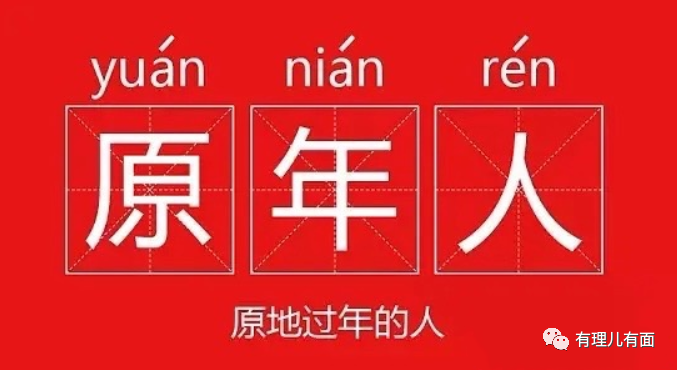 yuán nián rén
原年人
原地过年的人
有理儿有面